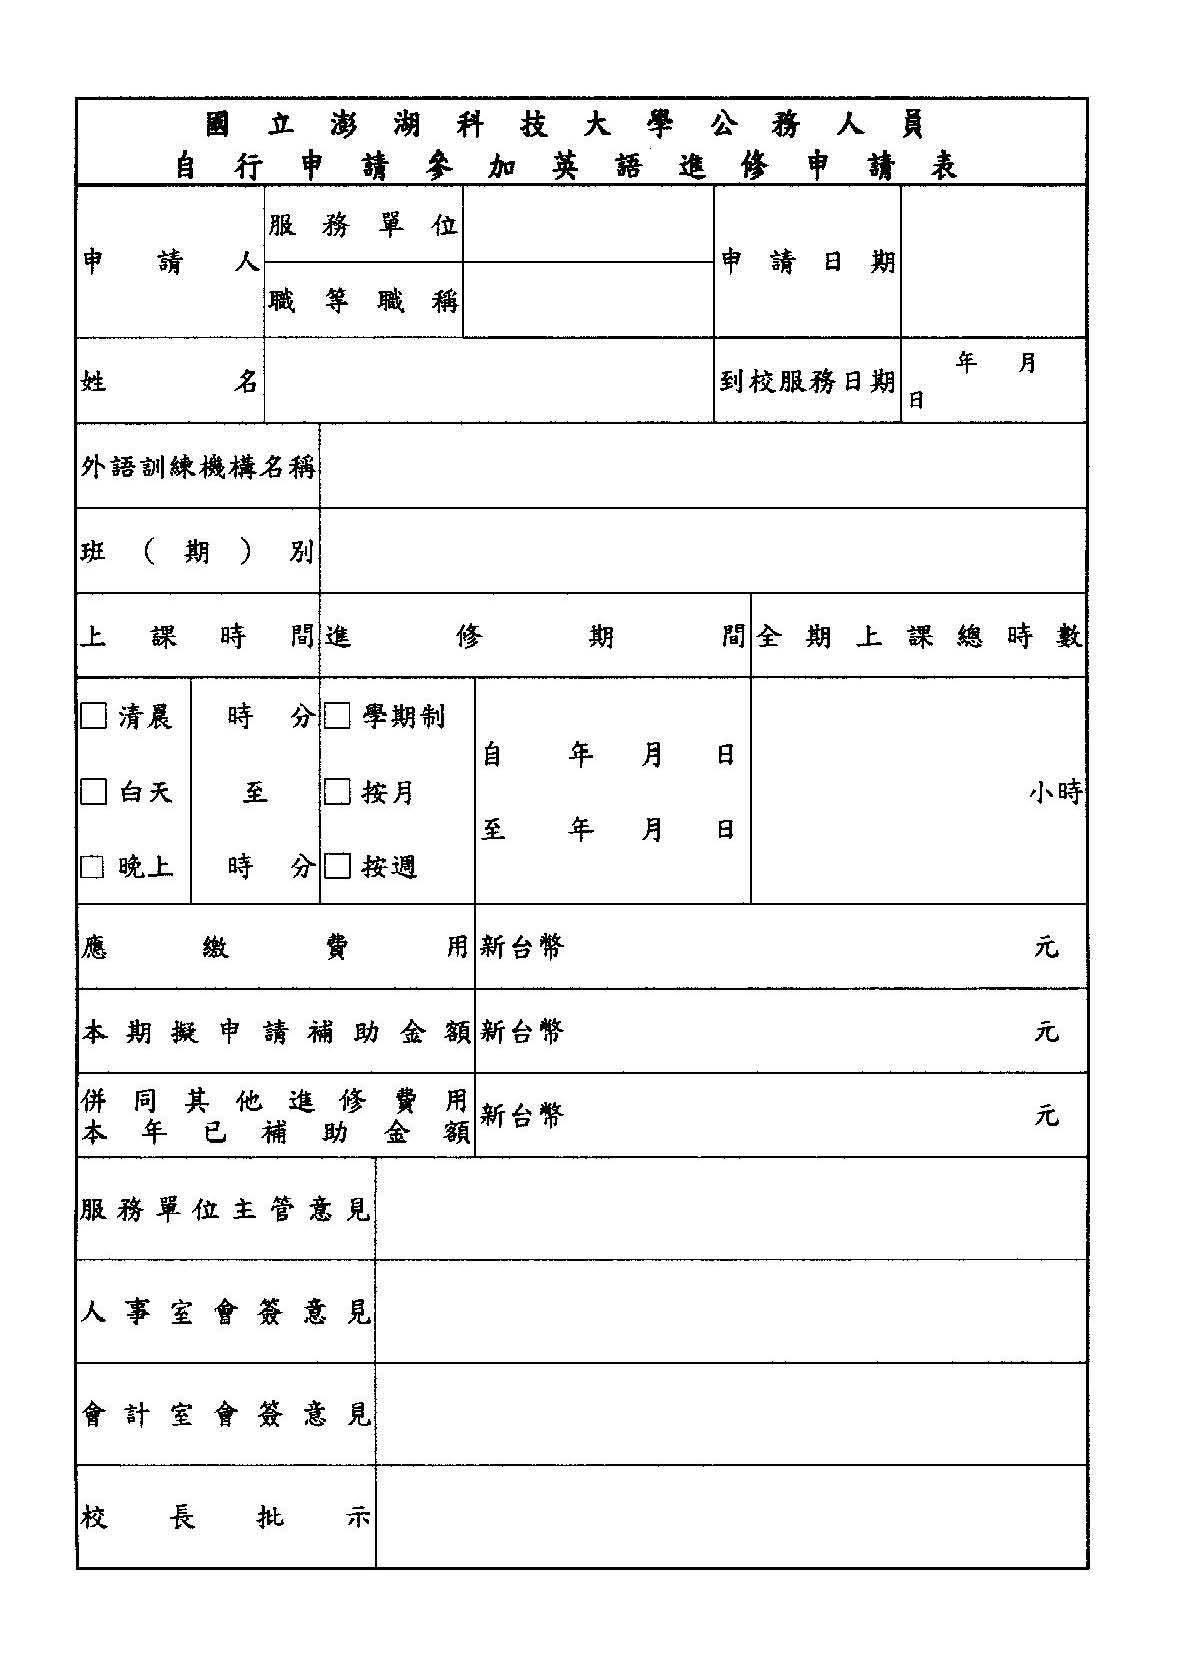 國立澎湖科技大學公務人員
自行申請參加英語進修申請表
申請人
服務單位
申請日期
職等職稱
姓名
到校服務日期
年 月
日
外語訓練機構名稱
班(期)別
上課時間
進修期間
全期上課總時數
□清晨 時 分 □學期制
自 年 月 日
□白天 至 □按月
小時
至 年 月 日
□晚上 時 分 □按週
應繳費用 新台幣 元
本期擬申請補助金額 新台幣 元
併同其他進修費用
本年已補助金額
新台幣 元
服務單位主管意見
人事室會簽意見
會計室會簽意見
校長批示